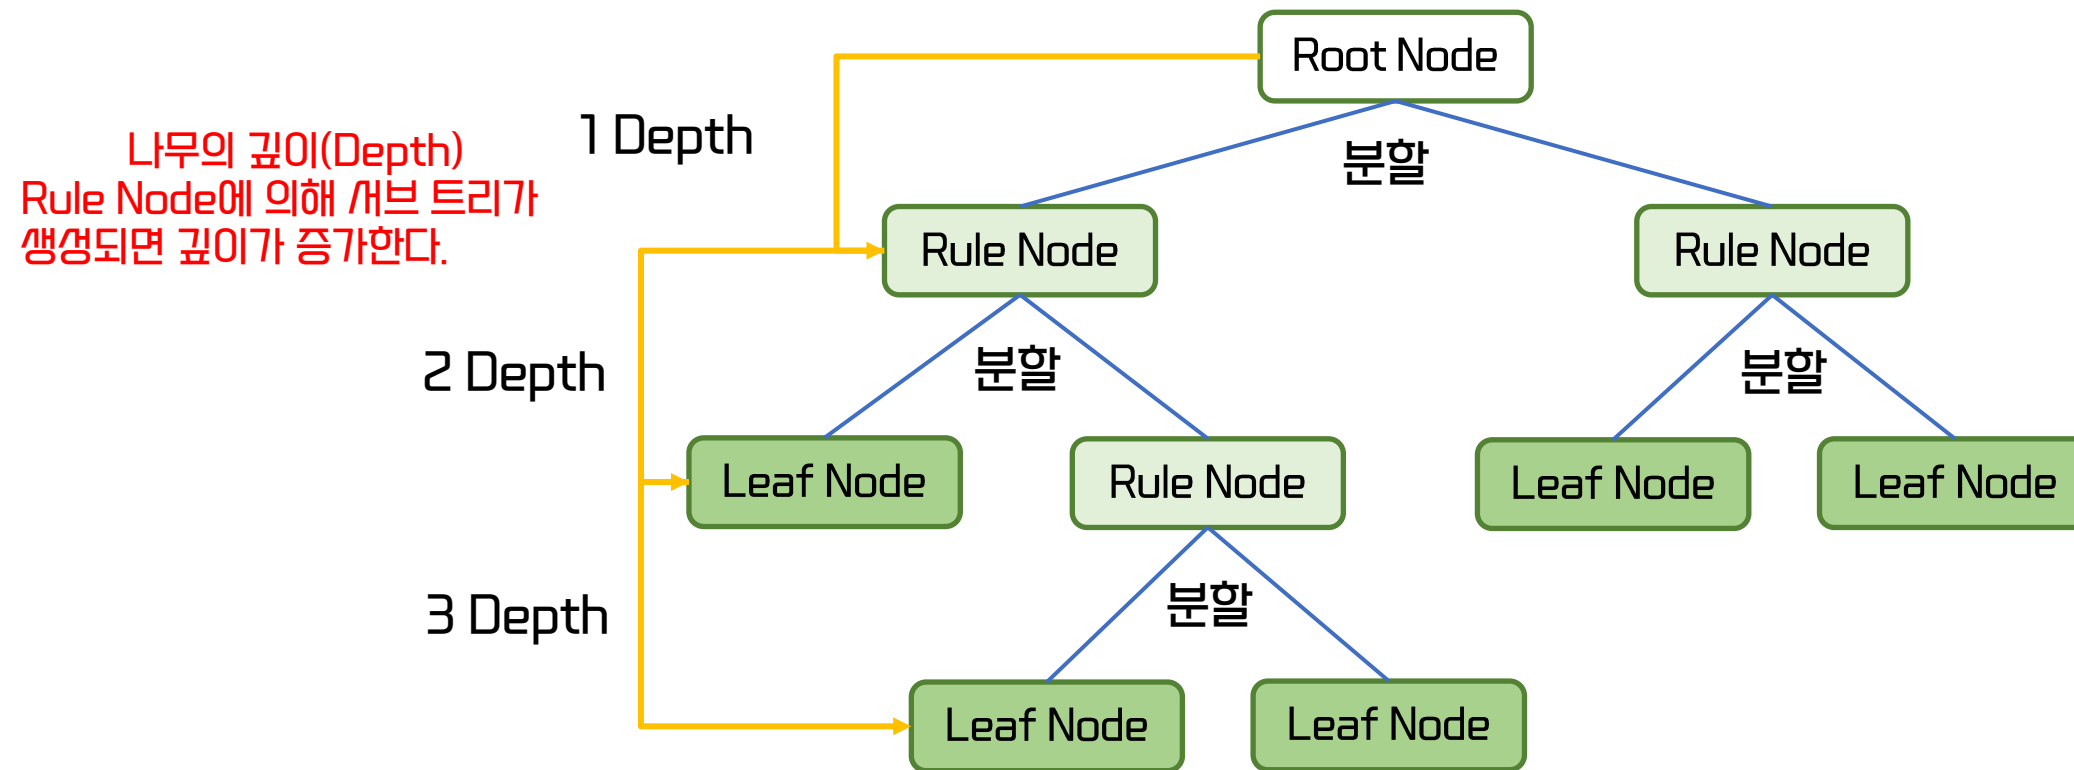 Root Node
1 Depth
나무의 깊이(Depth)
Rule Node에 의해 서브 트리가
생성되면 깊이가 증가한다.
분할
Rule Node
Rule Node
2 Depth
분할
분할
Leaf Node
Rule Node
Leaf Node
Leaf Node
3 Depth
분할
Leaf Node
Leaf Node